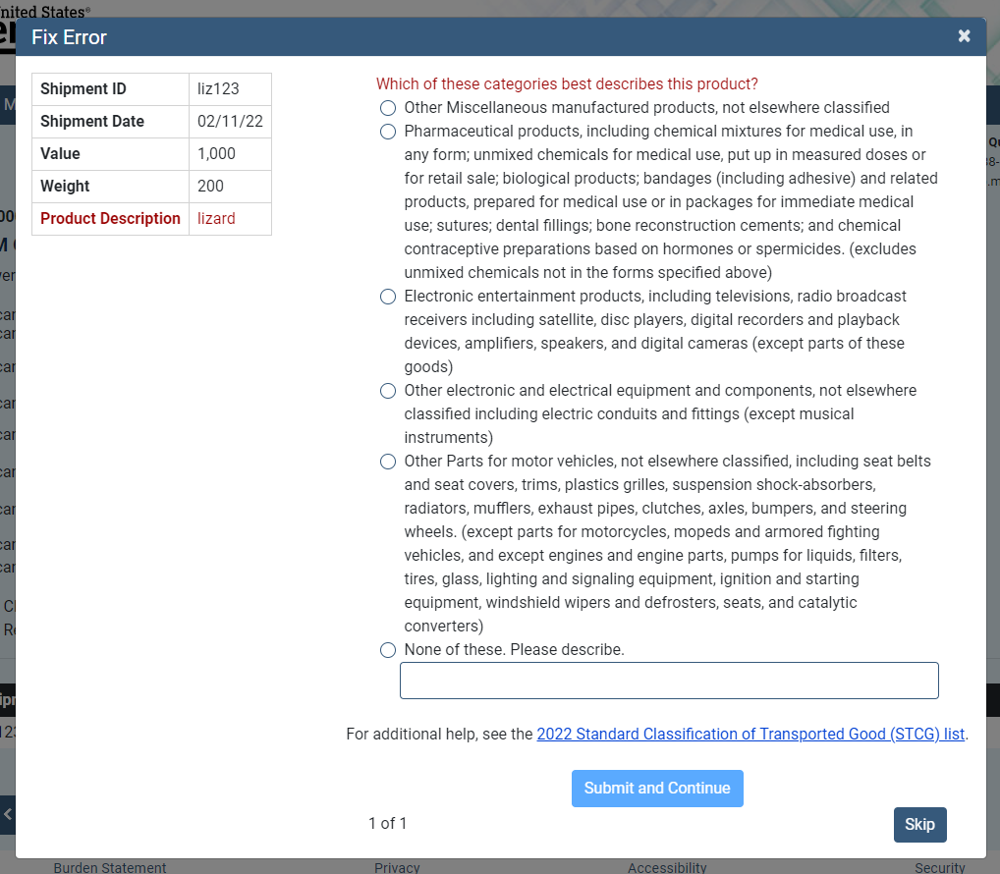 nited States®
Fix Error
Shipment ID liz123
Shipment Date 02/11/22
Value 1,000
Weight 200
Product Description lizard
Which of these categories best describes this product?
Other Miscellaneous manufactured products, not elsewhere classified
Pharmaceutical products, including chemical mixtures for medical use, in
any form; unmixed chemicals for medical use, put up in measured doses or
for retail sale; biological products; bandages (including adhesive) and related
products, prepared for medical use or in packages for immediate medical
use; sutures; dental fillings; bone reconstruction cements; and chemical
contraceptive preparations based on hormones or spermicides. (excludes
unmixed chemicals not in the forms specified above)
Electronic entertainment products, including televisions, radio broadcast
receivers including satellite, disc players, digital recorders and playback
devices, amplifiers, speakers, and digital cameras (except parts of these
goods)
Other electronic and electrical equipment and components, not elsewhere
classified including electric conduits and fittings (except musical
instruments)
Other Parts for motor vehicles, not elsewhere classified, including seat belts
and seat covers, trims, plastics grilles, suspension shock-absorbers,
radiators, mufflers, exhaust pipes, clutches, axles, bumpers, and steering
wheels. (except parts for motorcycles, mopeds and armored fighting
vehicles, and except engines and engine parts, pumps for liquids, filters,
tires, glass, lighting and signaling equipment, ignition and starting
equipment, windshield wipers and defrosters, seats, and catalytic
converters)
None of these. Please describe.
For additional help, see the 2022 Standard Classification of Transported Good (STCG) list.
Submit and Continue
1 of 1
Skip
Burden Statement Privacy Accessibility Security